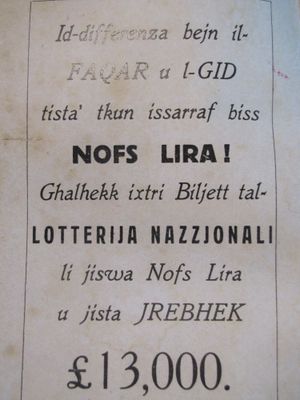 Id-differenza bejn il-
FAQAR u l-GID
tista' tkun issarraf biss
NOFS LIRA!
Ghalhekk ixtri Biljett tal-
LOTTERIJA NAZZJONALI
li jiswa Nofs Lira
u jista JREBHEK
£13,000.